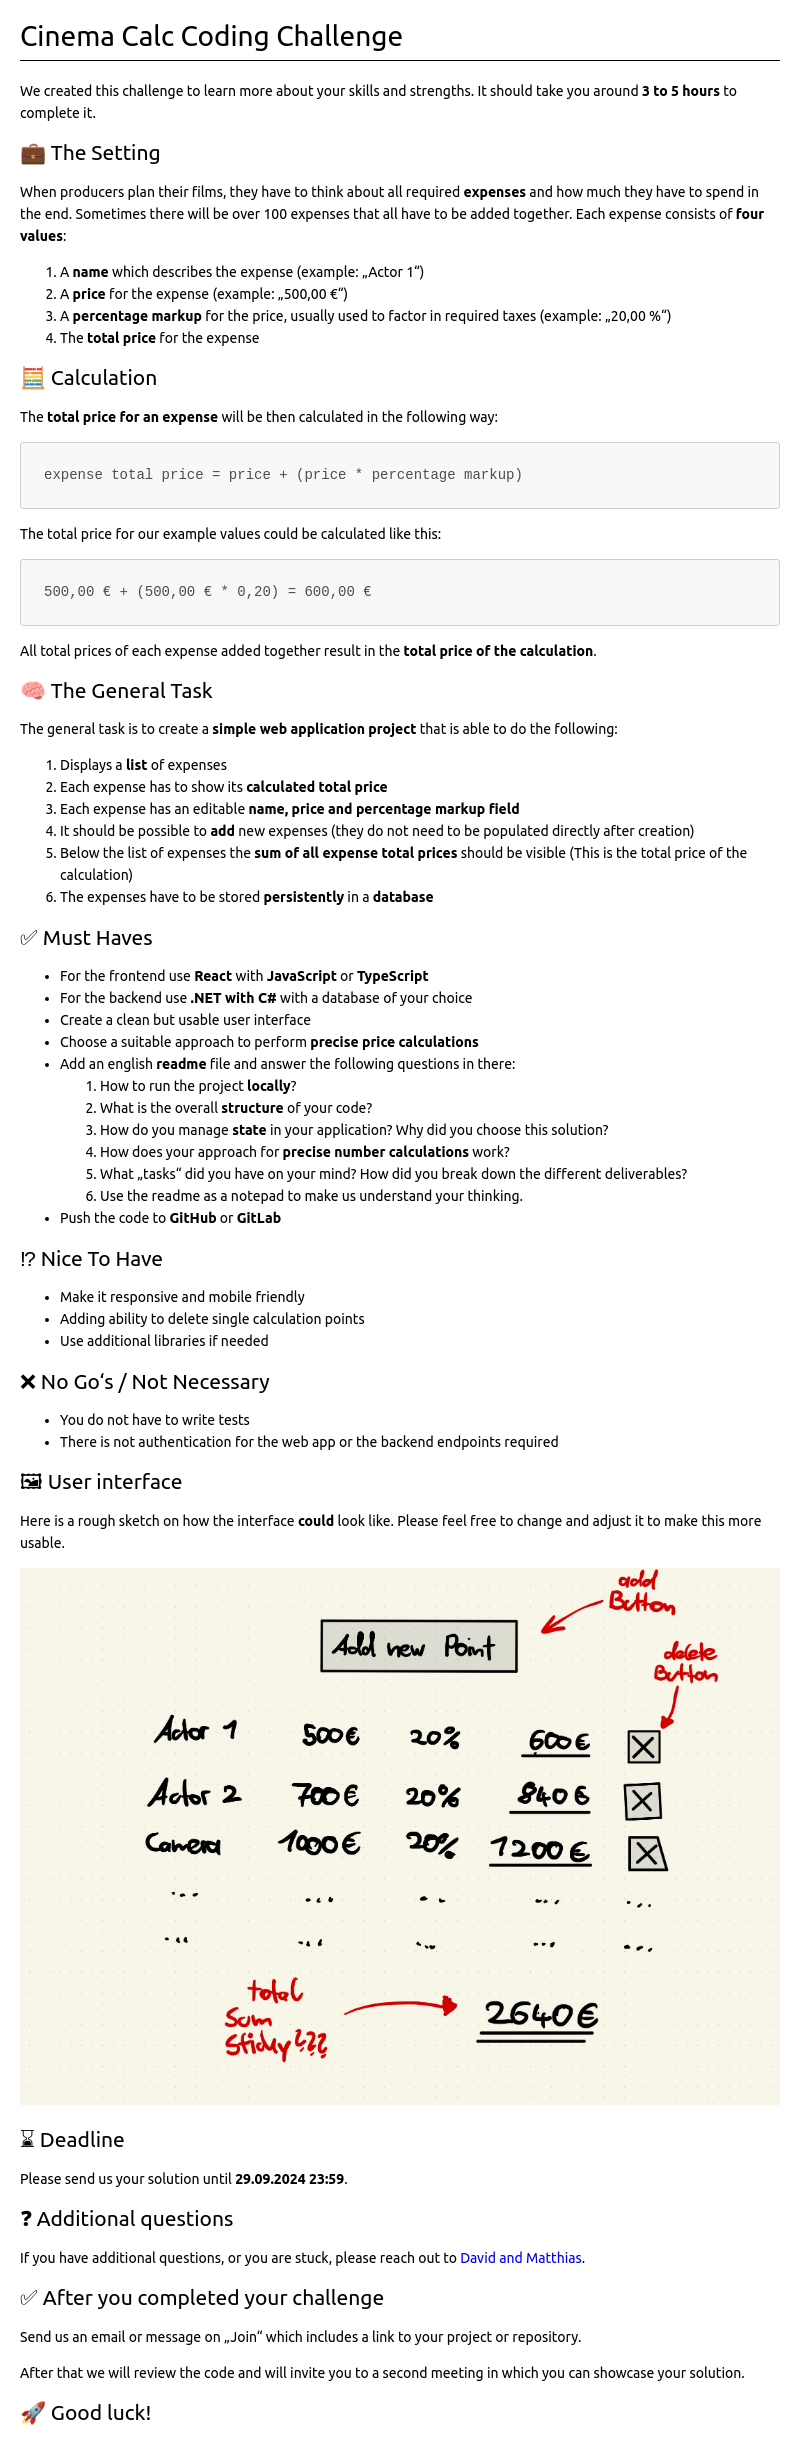 Cinema Calc Coding Challenge
We created this challenge to learn more about your skills and strengths. It should take you around 3 to 5 hours to
complete it.
💼 The Setting
When producers plan their films, they have to think about all required expenses and how much they have to spend in
the end. Sometimes there will be over 100 expenses that all have to be added together. Each expense consists of four
values:
1. A name which describes the expense (example: „Actor 1“)
2. A price for the expense (example: „500,00 €“)
3. A percentage markup for the price, usually used to factor in required taxes (example: „20,00 %“)
4. The total price for the expense
🧮 Calculation
The total price for an expense will be then calculated in the following way:
expense total price = price + (price * percentage markup)
The total price for our example values could be calculated like this:
500,00 € + (500,00 € * 0,20) = 600,00 €
All total prices of each expense added together result in the total price of the calculation.
🧠 The General Task
The general task is to create a simple web application project that is able to do the following:
1. Displays a list of expenses
2. Each expense has to show its calculated total price
3. Each expense has an editable name, price and percentage markup field
4. It should be possible to add new expenses (they do not need to be populated directly after creation)
5. Below the list of expenses the sum of all expense total prices should be visible (This is the total price of the
calculation)
6. The expenses have to be stored persistently in a database
✅ Must Haves
• For the frontend use React with JavaScript or TypeScript
• For the backend use .NET with C# with a database of your choice
• Create a clean but usable user interface
• Choose a suitable approach to perform precise price calculations
• Add an english readme file and answer the following questions in there:
1. How to run the project locally?
2. What is the overall structure of your code?
3. How do you manage state in your application? Why did you choose this solution?
4. How does your approach for precise number calculations work?
5. What „tasks“ did you have on your mind? How did you break down the different deliverables?
6. Use the readme as a notepad to make us understand your thinking.
• Push the code to GitHub or GitLab
⁉ Nice To Have
• Make it responsive and mobile friendly
• Adding ability to delete single calculation points
• Use additional libraries if needed
❌ No Go‘s / Not Necessary
• You do not have to write tests
• There is not authentication for the web app or the backend endpoints required
🖼 User interface
Here is a rough sketch on how the interface could look like. Please feel free to change and adjust it to make this more
usable.
add
Button
Add new Point
delete
Button
Actor 1 500€ 20% 600€
Actor 2 700€ 20% 840€
Camera 1000€ 20% 1200€
... ... ... ... ...
... ... ... ... ...
total
Sum
Sticky???
2640€
⌛ Deadline
Please send us your solution until 29.09.2024 23:59.
❓ Additional questions
If you have additional questions, or you are stuck, please reach out to David and Matthias.
✅ After you completed your challenge
Send us an email or message on „Join“ which includes a link to your project or repository.
After that we will review the code and will invite you to a second meeting in which you can showcase your solution.
🚀 Good luck!